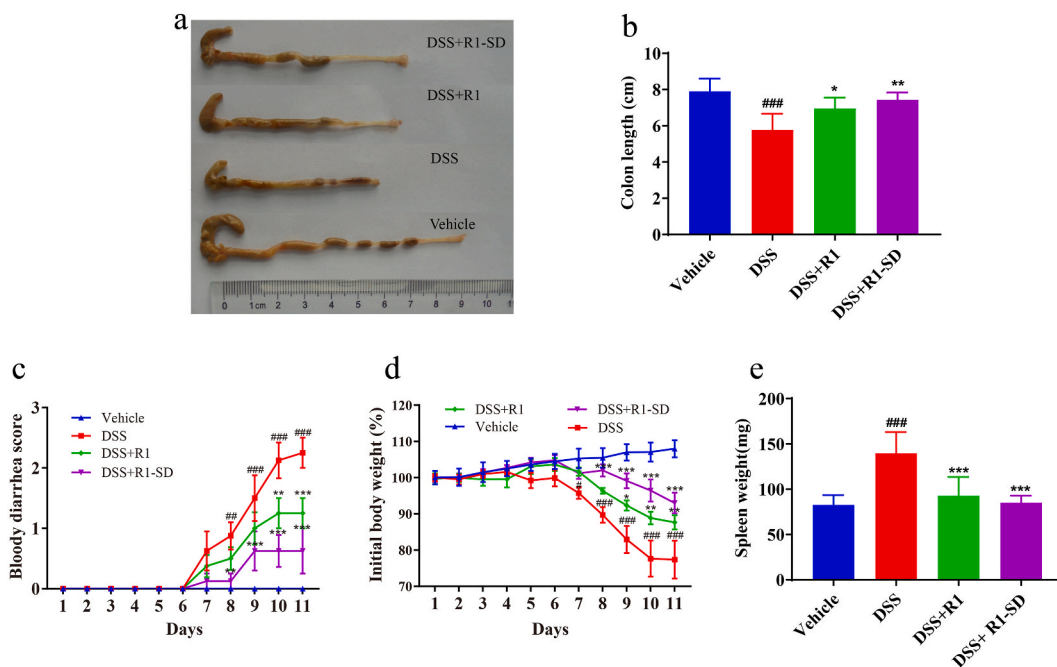 a
DSS+R1-SD
DSS+R1
DSS
Vehicle
0 1cm 2 3 4 5 6 7 8 9 10 11
b
Colon length (cm)
10
8
6
4
2
0
###
*
**
Vehicle
DSS
DSS+R1
DSS+R1-SD
c
Bloody diarrhea score
3
2
1
0
Vehicle
DSS
DSS+R1
DSS+R1-SD
##
###
###
###
**
***
**
***
***
***
1 2 3 4 5 6 7 8 9 10 11
Days
d
Initial body weight (%)
120
110
100
90
80
70
DSS+R1
DSS+R1-SD
Vehicle
DSS
***
***
***
***
#
*
**
**
###
###
###
###
1 2 3 4 5 6 7 8 9 10 11
Days
e
Spleen weight(mg)
200
150
100
50
0
###
***
***
Vehicle
DSS
DSS+R1
DSS+ R1-SD